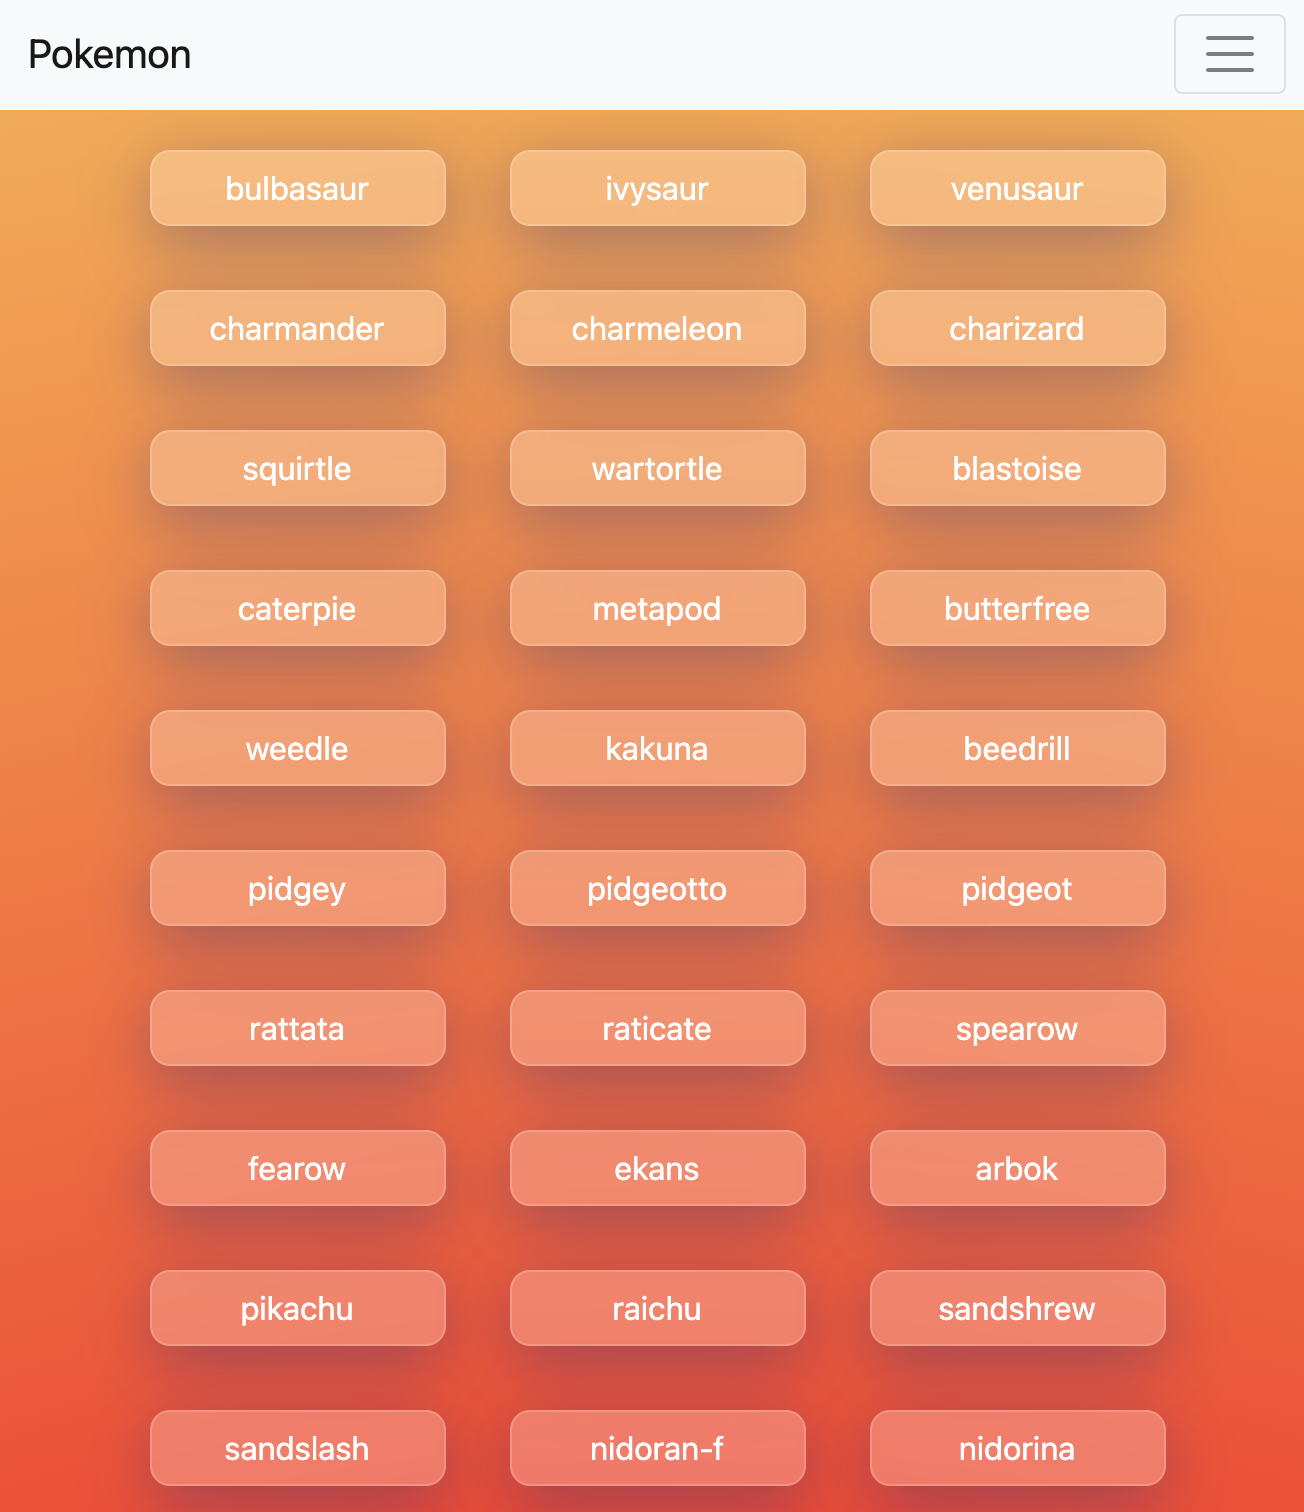 Pokemon
bulbasaur ivysaur venusaur
charmander charmeleon charizard
squirtle wartortle blastoise
caterpie metapod butterfree
weedle kakuna beedrill
pidgey pidgeotto pidgeot
rattata raticate spearow
fearow ekans arbok
pikachu raichu sandshrew
sandslash nidoran-f nidorina